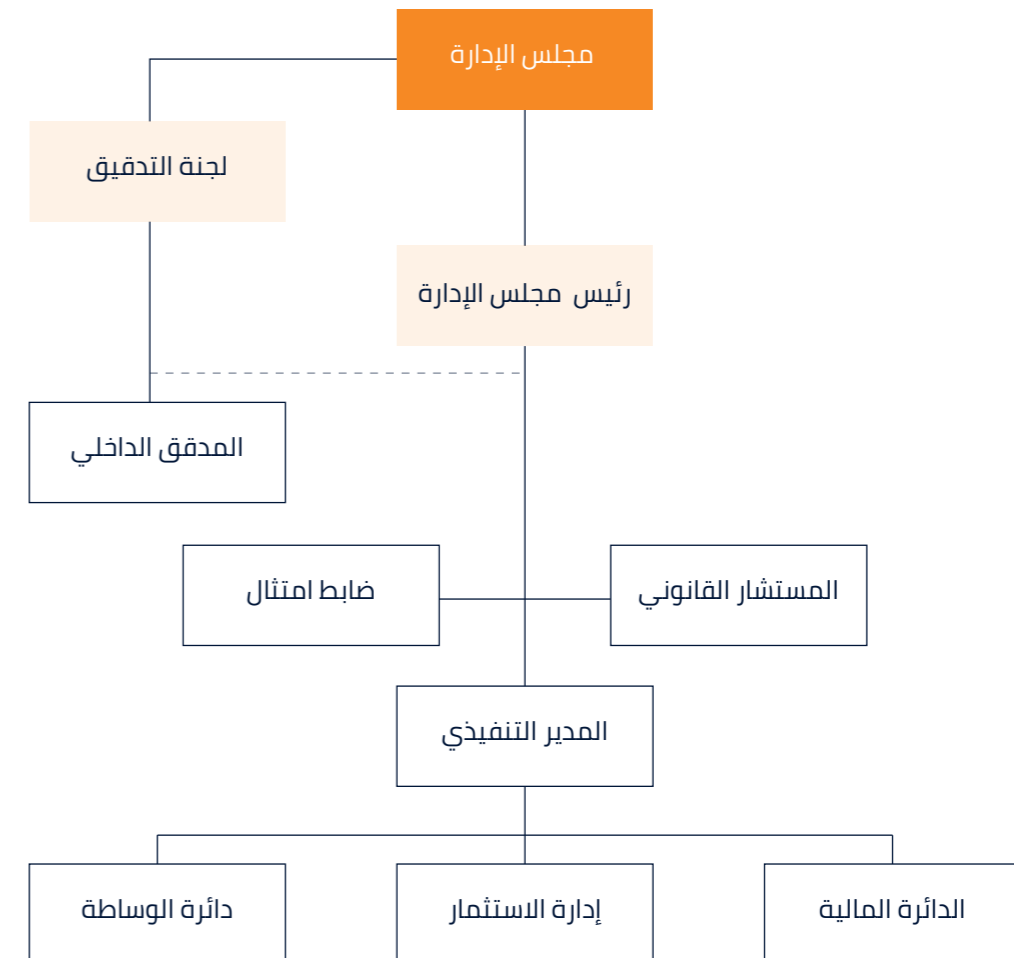 مجلس الإدارة
لجنة التدقيق
رئيس مجلس الإدارة
المدقق الداخلي
المستشار القانوني
ضابط امتثال
المدير التنفيذي
الدائرة المالية
إدارة الاستثمار
دائرة الوساطة